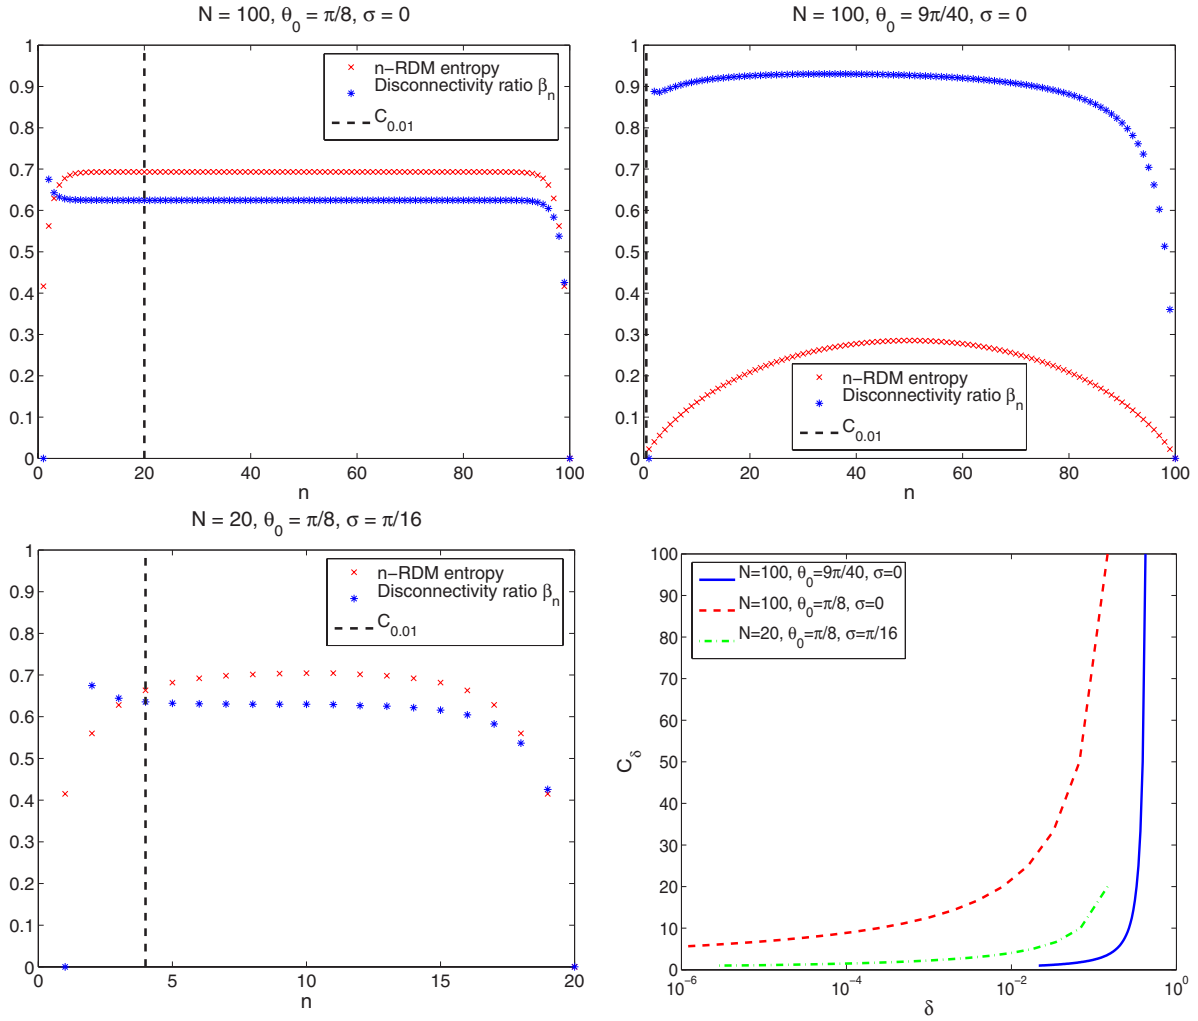 N = 100, θ0 = π/8, σ = 0
1
0.9
0.8
0.7
0.6
0.5
0.4
0.3
0.2
0.1
0
n−RDM entropy
Disconnectivity ratio βn
C0.01
0 20 40 60 80 100
n
N = 100, θ0 = 9π/40, σ = 0
1
0.9
0.8
0.7
0.6
0.5
0.4
0.3
0.2
0.1
0
n−RDM entropy
Disconnectivity ratio βn
C0.01
0 20 40 60 80 100
n
N = 20, θ0 = π/8, σ = π/16
1
0.9
0.8
0.7
0.6
0.5
0.4
0.3
0.2
0.1
0
n−RDM entropy
Disconnectivity ratio βn
C0.01
0 5 10 15 20
n
100
90
80
70
60
50
40
30
20
10
0
Cδ
N=100, θ0=9π/40, σ=0
N=100, θ0=π/8, σ=0
N=20, θ0=π/8, σ=π/16
10−6 10−4 10−2 100
δ